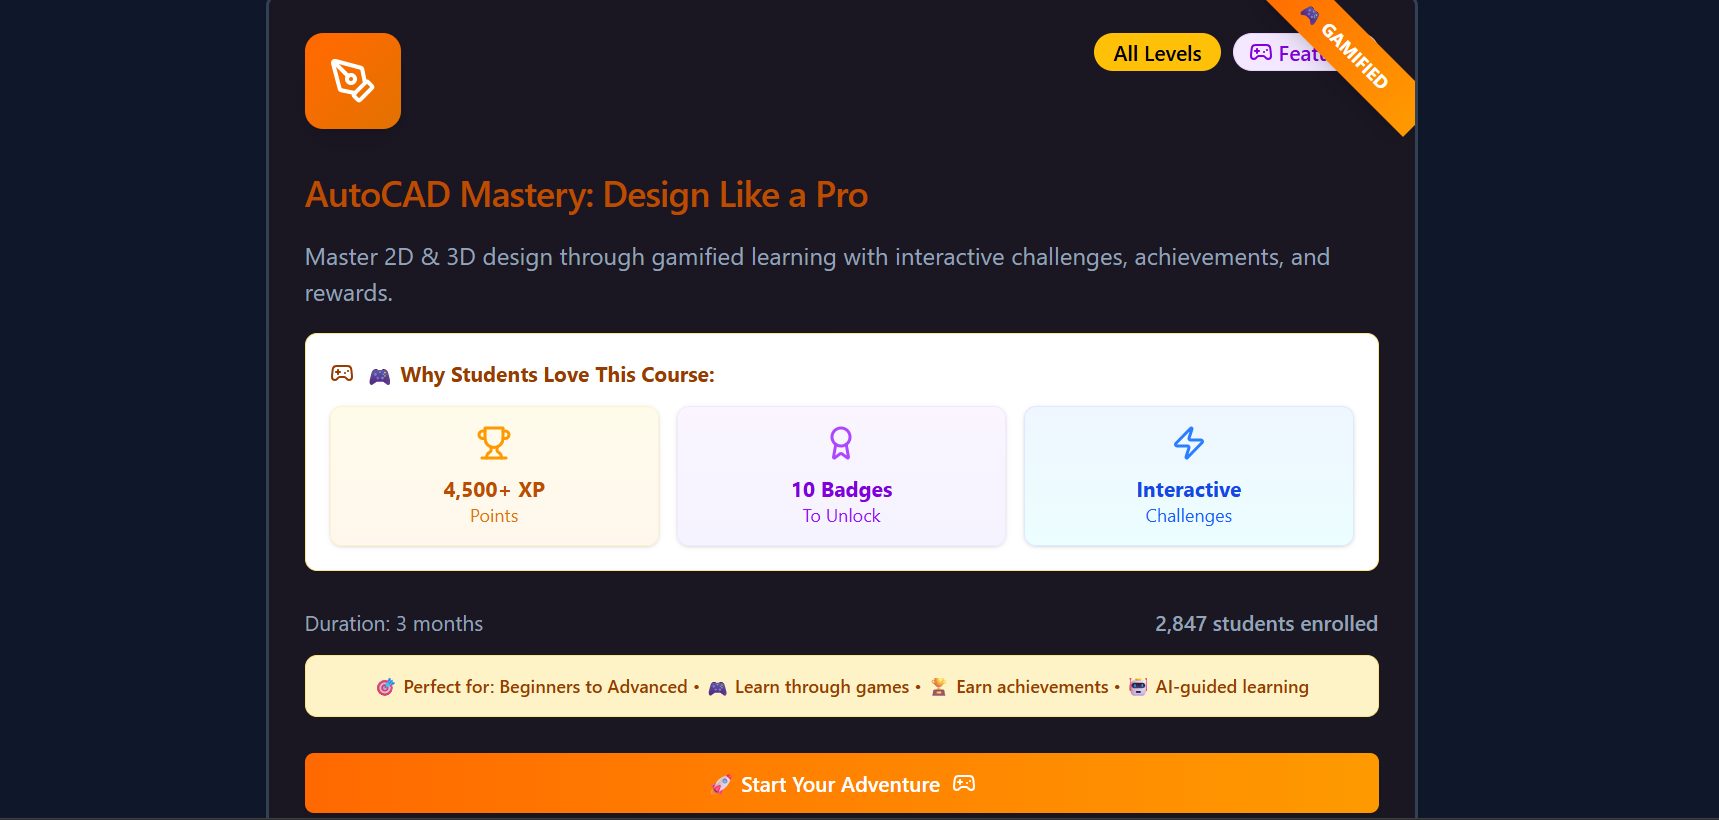 All Levels
GAMIFIED
AutoCAD Mastery: Design Like a Pro
Master 2D & 3D design through gamified learning with interactive challenges, achievements, and
rewards.
Why Students Love This Course:
4,500+ XP
Points
10 Badges
To Unlock
Interactive
Challenges
Duration: 3 months
2,847 students enrolled
Perfect for: Beginners to Advanced • Learn through games • Earn achievements • AI-guided learning
Start Your Adventure